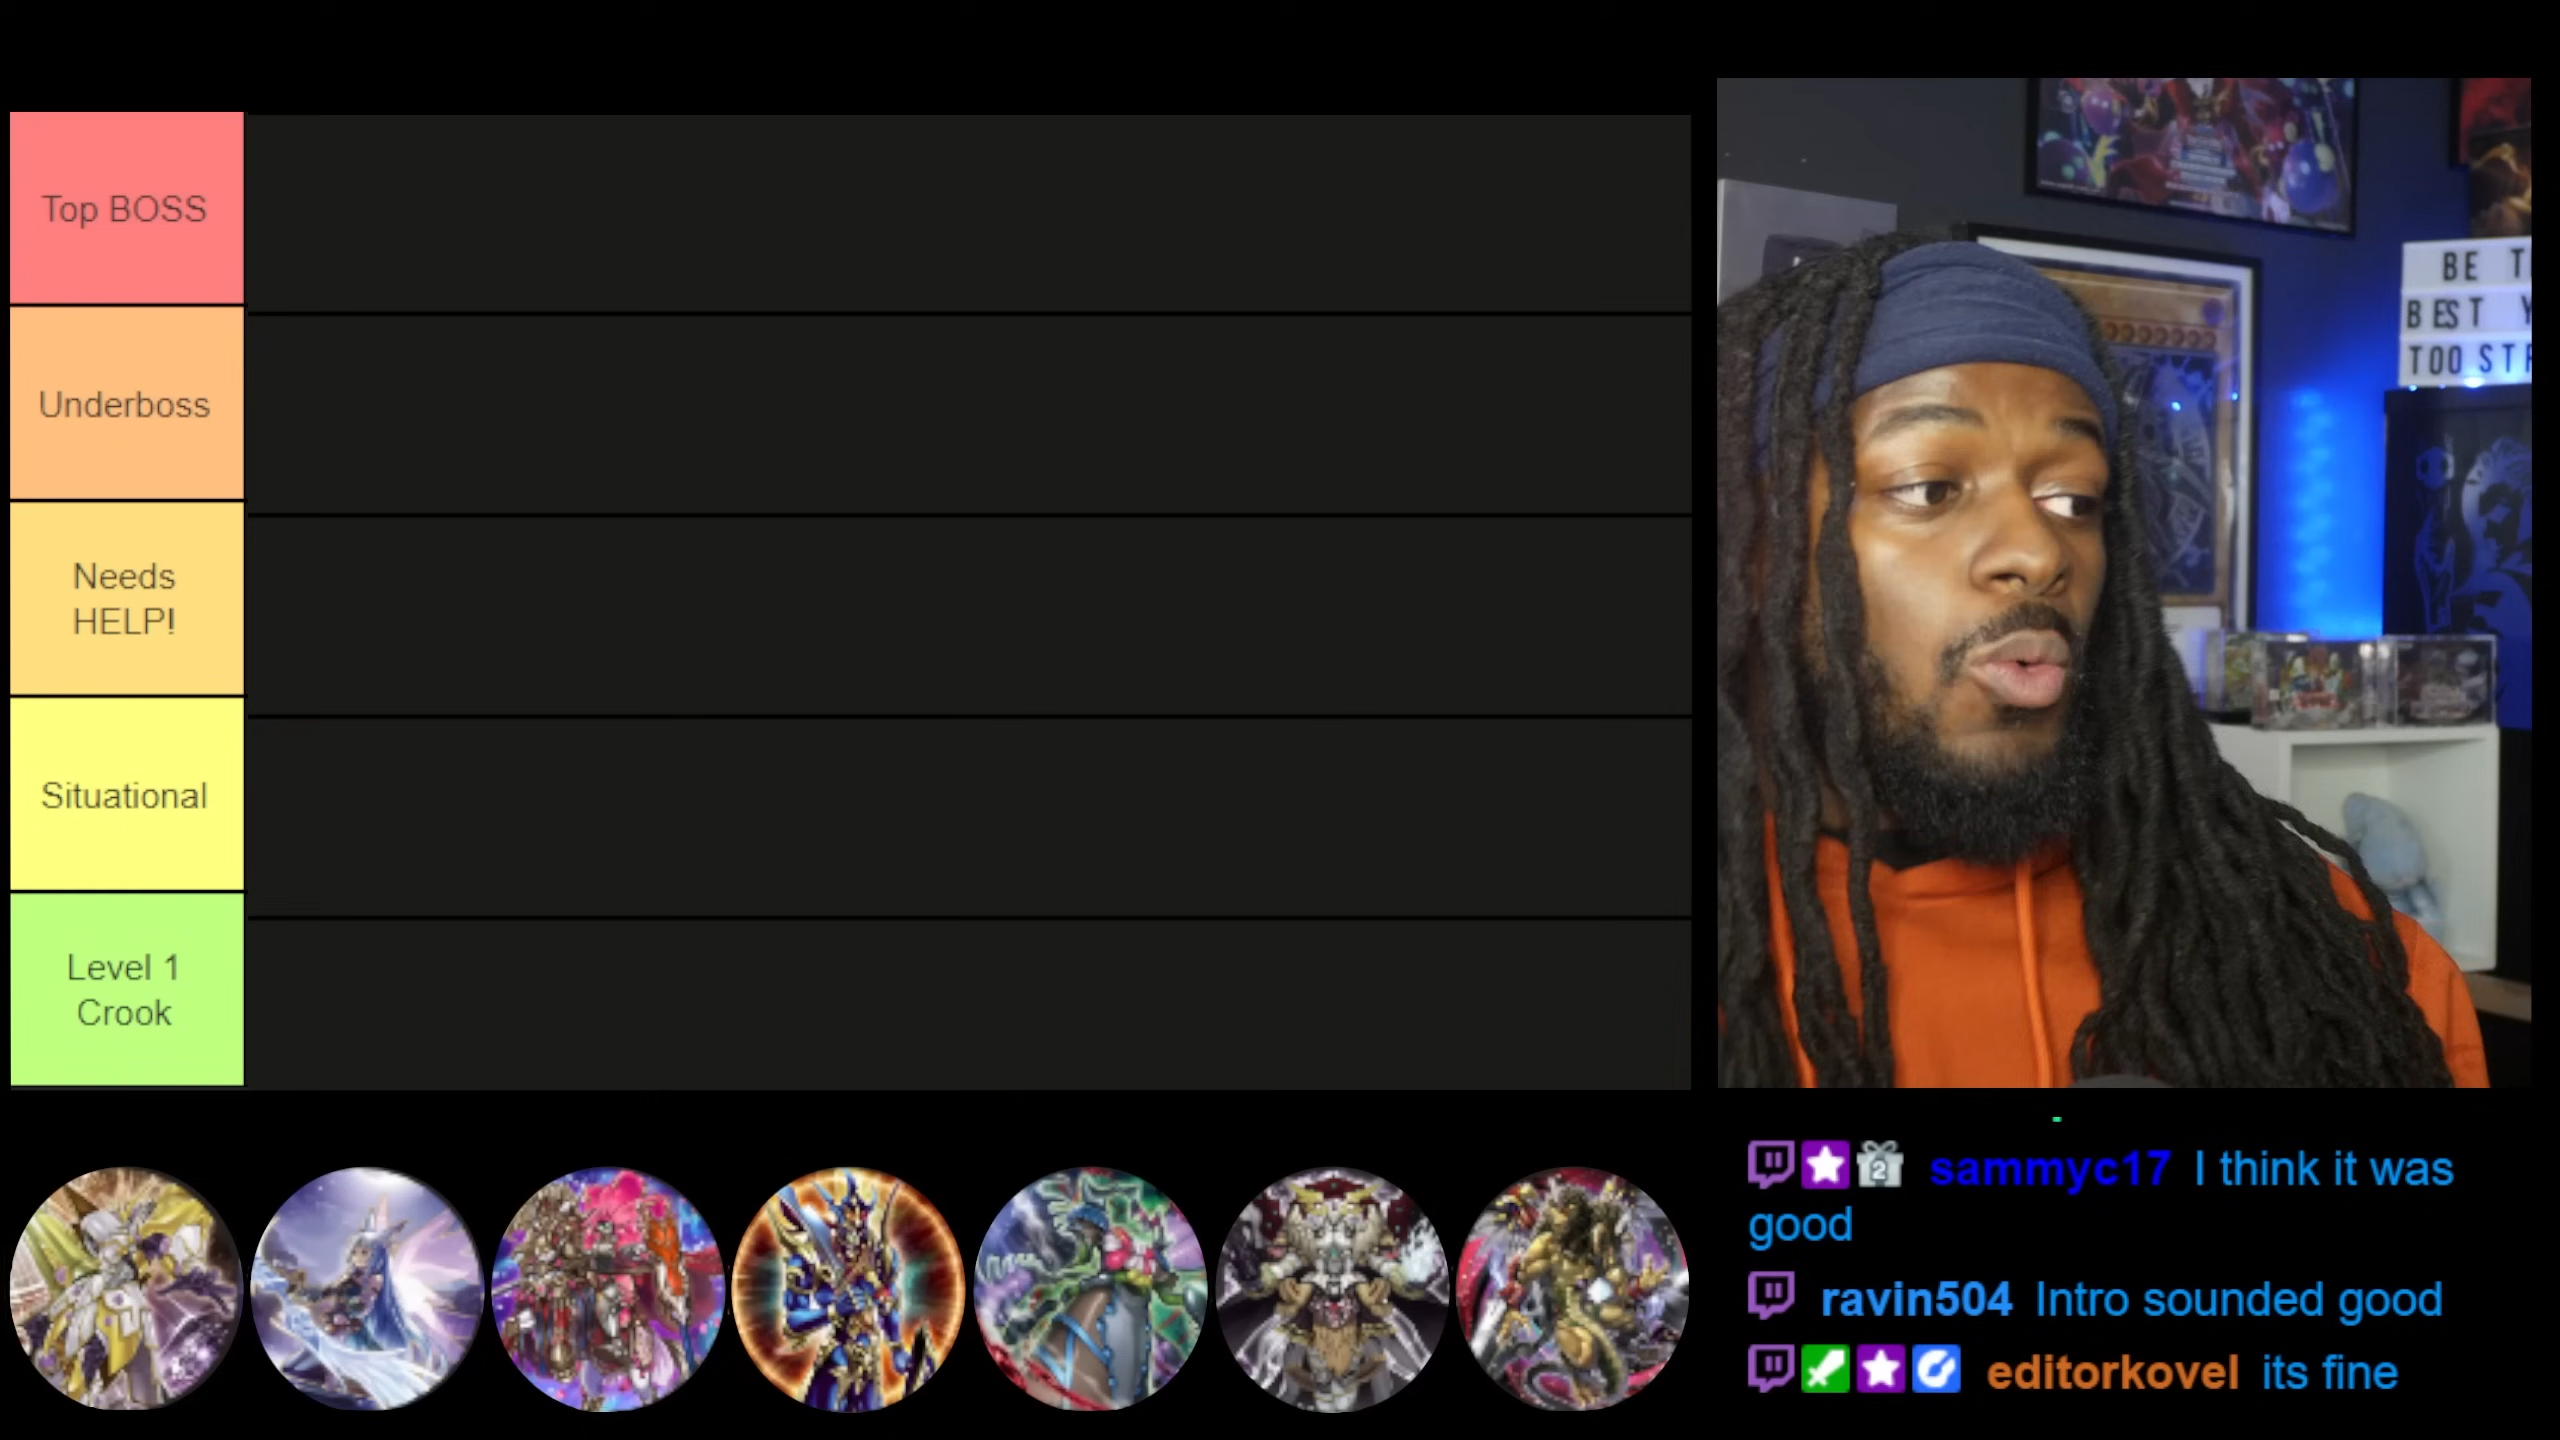 Top BOSS
Underboss
Needs
HELP!
Situational
Level 1
Crook
BE
BEST
TOO
2 sammyc17 I think it was
good
ravin504 Intro sounded good
editorkovel its fine